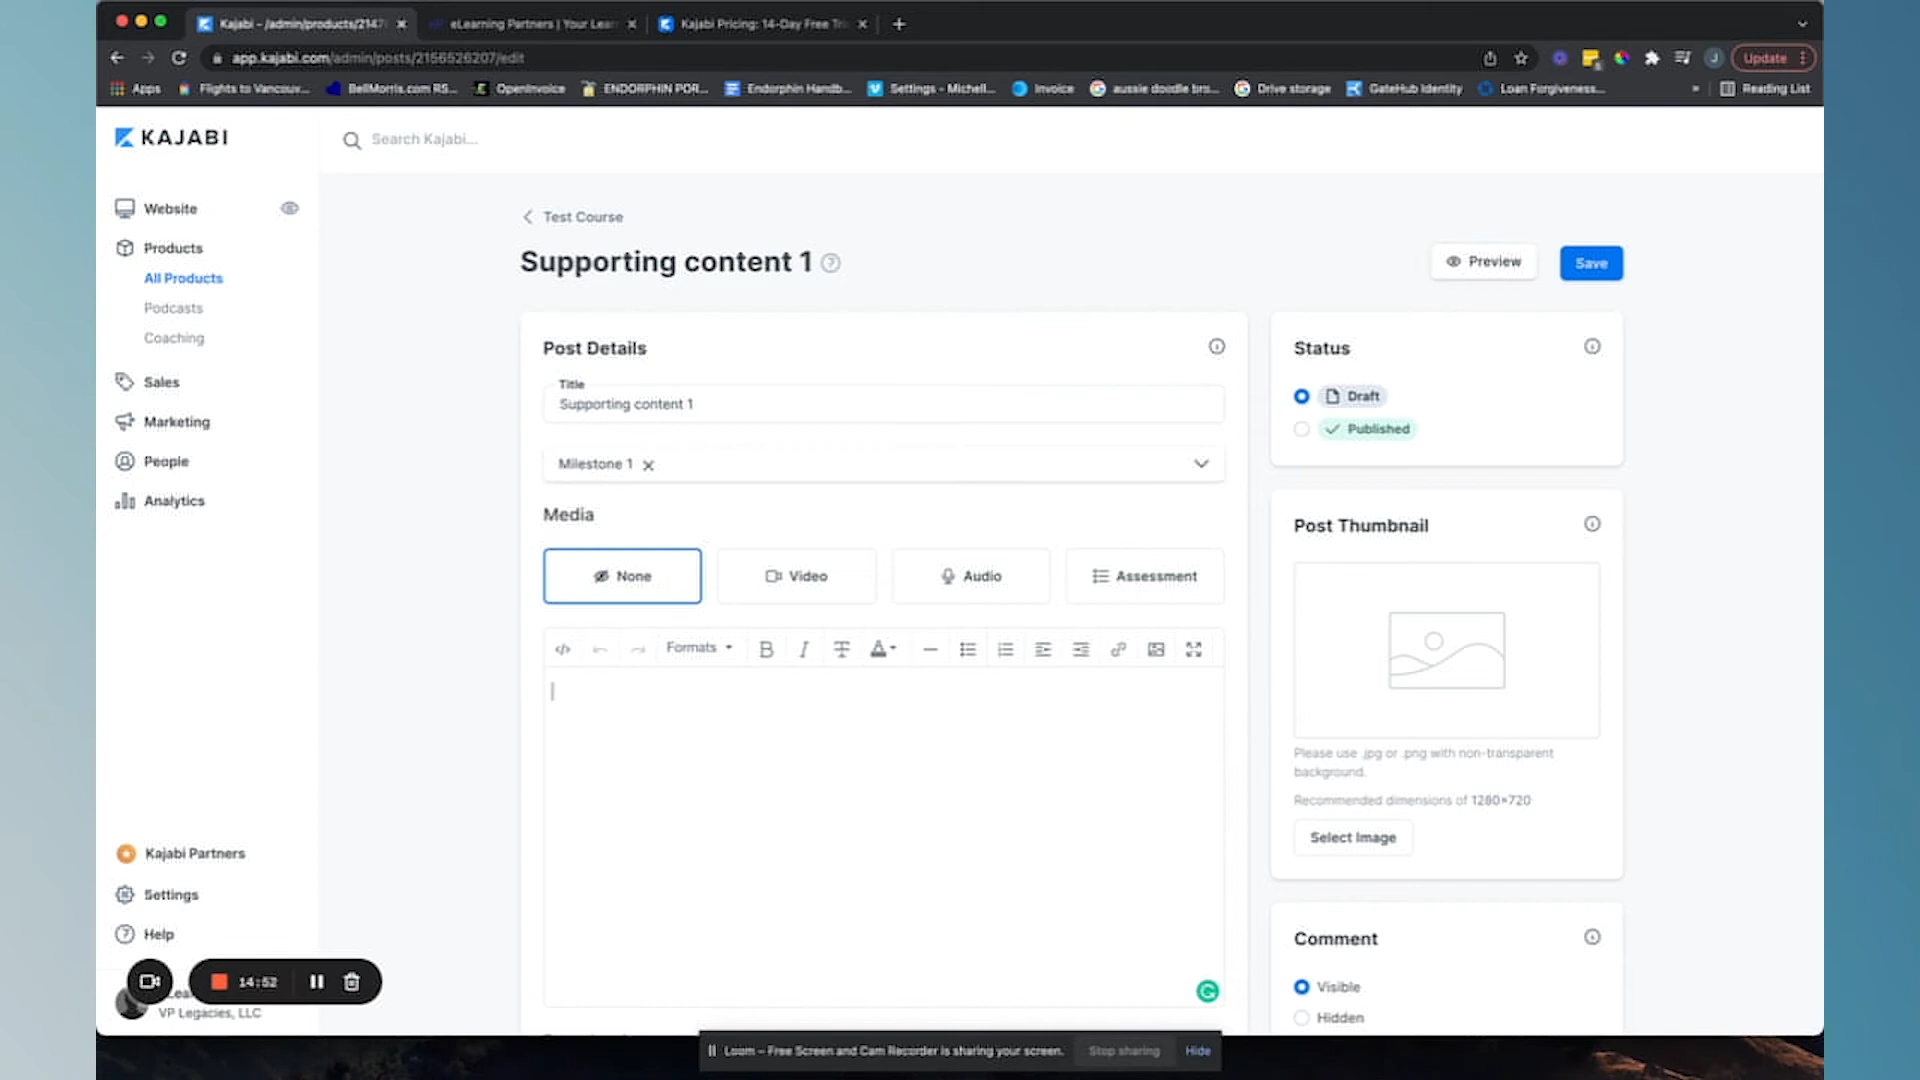 Kajabi - /admin/products/2147
eLearning Partners | Your Lear
Kajabi Pricing: 14-Day Free Tri
app.kajabi.com/admin/posts/2156526207/edit
Update
Apps
Flights to Vancouv...
BellMorris.com RS...
OpenInvoice
ENDORPHIN POR...
Endorphin Handb...
Settings - Michell...
Invoice
aussie doodle bro...
Drive storage
GateHub Identity
Loan Forgiveness...
»
Reading List
KAJABI
Search Kajabi...
Website
Products
All Products
Podcasts
Coaching
Sales
Marketing
People
Analytics
Kajabi Partners
Settings
Help
14:52
VP Legacies, LLC
Test Course
Supporting content 1
Preview
Save
Post Details
Title
Supporting content 1
Milestone 1
Media
None
Video
Audio
Assessment
Formats
Status
Draft
Published
Post Thumbnail
Please use .jpg or .png with non-transparent
background.
Recommended dimensions of 1280×720
Select Image
Comment
Visible
Hidden
Loom – Free Screen and Cam Recorder is sharing your screen.
Stop sharing
Hide